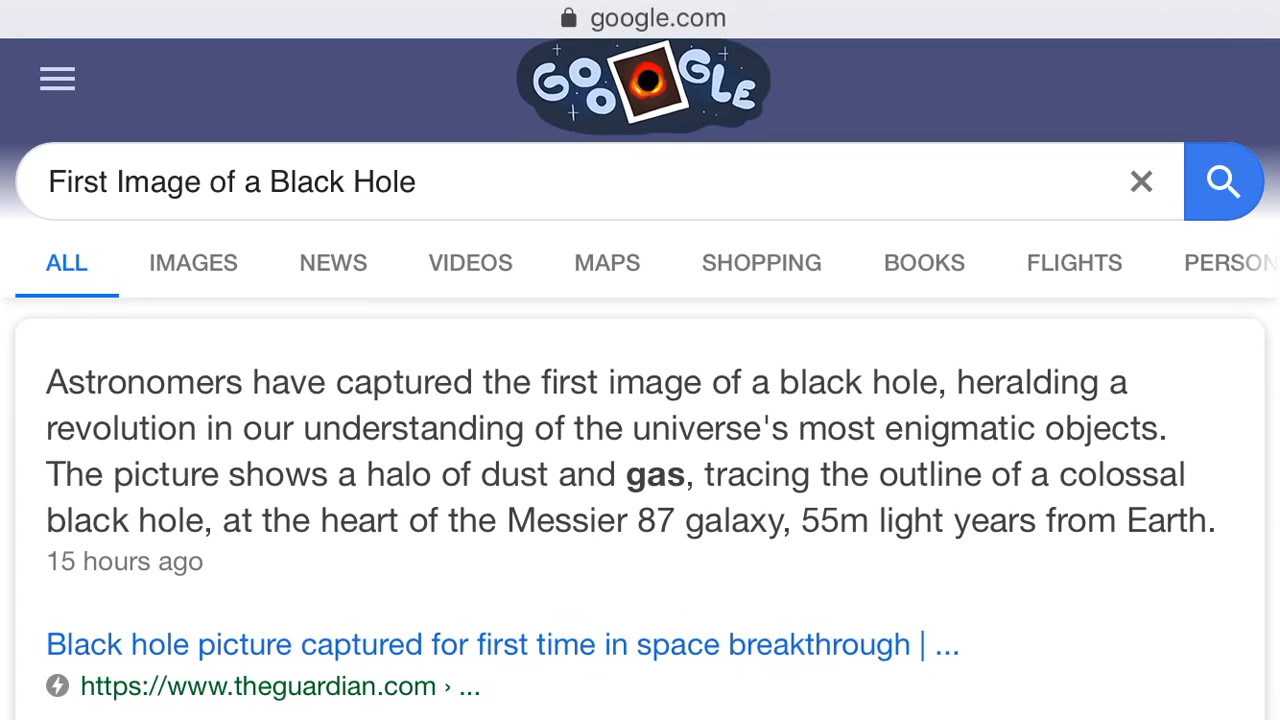 google.com
GOOGLE
First Image of a Black Hole
ALL IMAGES NEWS VIDEOS MAPS SHOPPING BOOKS FLIGHTS PERSON
Astronomers have captured the first image of a black hole, heralding a
revolution in our understanding of the universe's most enigmatic objects.
The picture shows a halo of dust and gas, tracing the outline of a colossal
black hole, at the heart of the Messier 87 galaxy, 55m light years from Earth.
15 hours ago
Black hole picture captured for first time in space breakthrough | ...
https://www.theguardian.com › ...